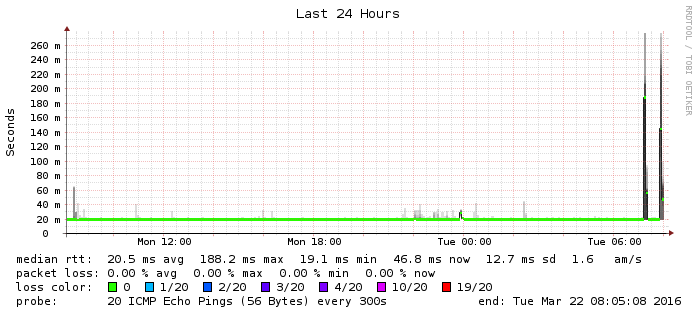 Last 24 Hours
RRDTOOL / TOBI OETIKER
Seconds
260 m
240 m
220 m
200 m
180 m
160 m
140 m
120 m
100 m
80 m
60 m
40 m
20 m
0
Mon 12:00 Mon 18:00 Tue 00:00 Tue 06:00
median rtt: 20.5 ms avg 188.2 ms max 19.1 ms min 46.8 ms now 12.7 ms sd 1.6 am/s
packet loss: 0.00 % avg 0.00 % max 0.00 % min 0.00 % now
loss color: 0 1/20 2/20 3/20 4/20 10/20 19/20
probe: 20 ICMP Echo Pings (56 Bytes) every 300s end: Tue Mar 22 08:05:08 2016